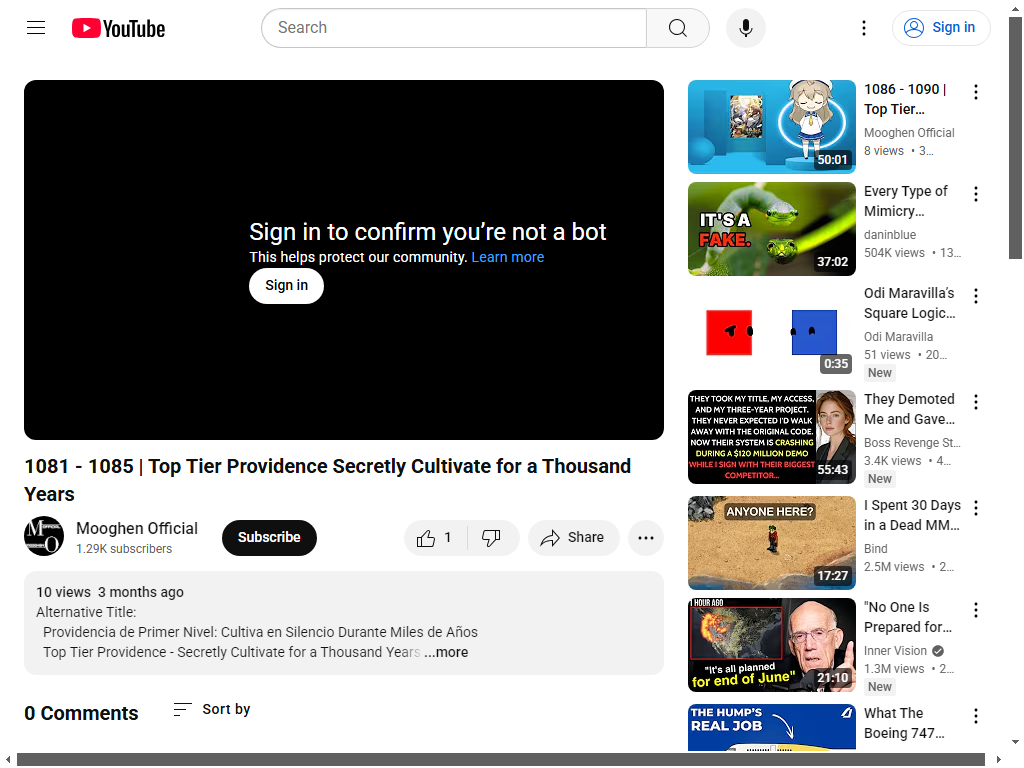 YouTube
Search
Sign in
Sign in to confirm you're not a bot
This helps protect our community. Learn more
Sign in
1081 - 1085 | Top Tier Providence Secretly Cultivate for a Thousand
Years
Mooghen Official
1.29K subscribers
Subscribe
1
Share
10 views 3 months ago
Alternative Title:
Providencia de Primer Nivel: Cultiva en Silencio Durante Miles de Años
Top Tier Providence - Secretly Cultivate for a Thousand Years ...more
0 Comments
Sort by
50:01
1086 - 1090 |
Top Tier…
Mooghen Official
8 views • 3…
IT'S A
FAKE.
37:02
Every Type of
Mimicry…
daninblue
504K views • 13…
0:35
Odi Maravilla's
Square Logic…
Odi Maravilla
51 views • 20…
New
THEY TOOK MY TITLE, MY ACCESS,
AND MY THREE-YEAR PROJECT.
THEY NEVER EXPECTED I'D WALK
AWAY WITH THE ORIGINAL CODE.
NOW THEIR SYSTEM IS CRASHING
DURING A $120 MILLION DEMO
WHILE I SIGN WITH THEIR BIGGEST
COMPETITOR...
55:43
They Demoted
Me and Gave…
Boss Revenge St…
3.4K views • 4…
New
ANYONE HERE?
17:27
I Spent 30 Days
in a Dead MM…
Bind
2.5M views • 2…
1 HOUR AGO
"It's all planned
for end of June"
21:10
"No One Is
Prepared for…
Inner Vision
1.3M views • 2…
New
THE HUMP'S
REAL JOB
What The
Boeing 747…